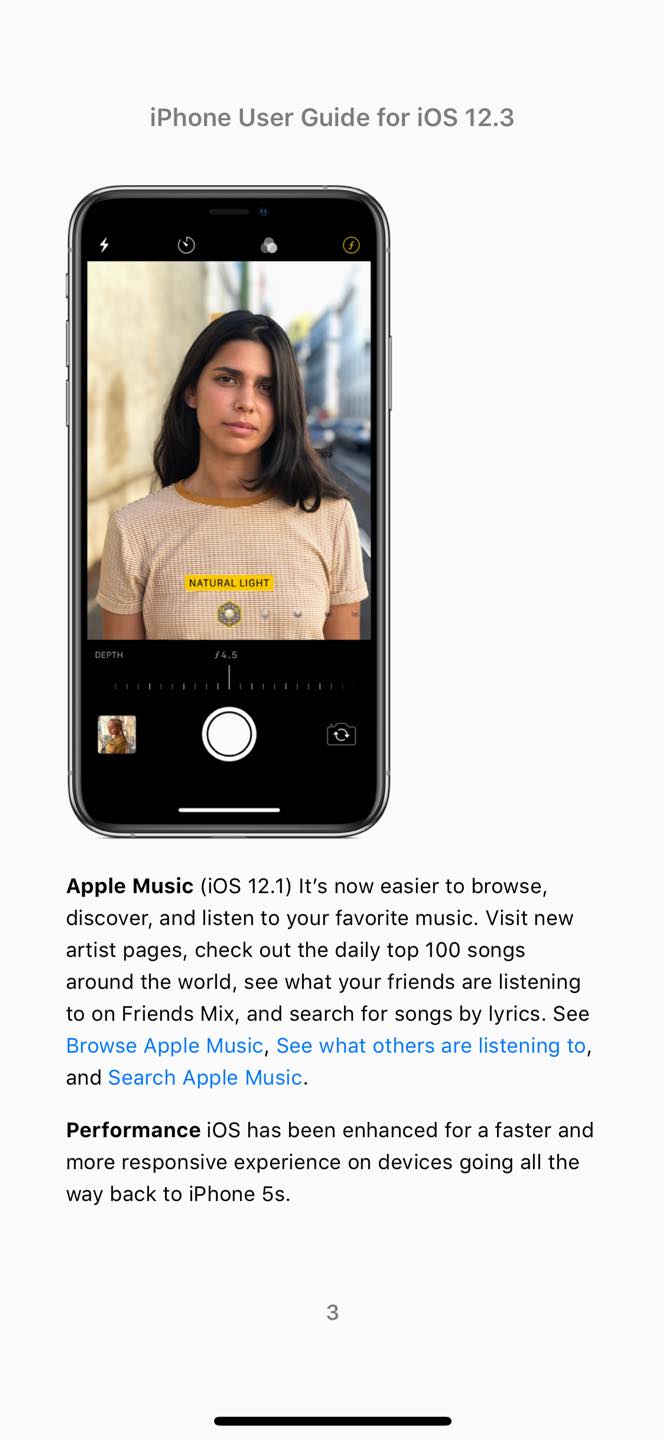 iPhone User Guide for iOS 12.3
NATURAL LIGHT
DEPTH
ƒ4.5
Apple Music (iOS 12.1) It’s now easier to browse,
discover, and listen to your favorite music. Visit new
artist pages, check out the daily top 100 songs
around the world, see what your friends are listening
to on Friends Mix, and search for songs by lyrics. See
Browse Apple Music, See what others are listening to,
and Search Apple Music.
Performance iOS has been enhanced for a faster and
more responsive experience on devices going all the
way back to iPhone 5s.
3